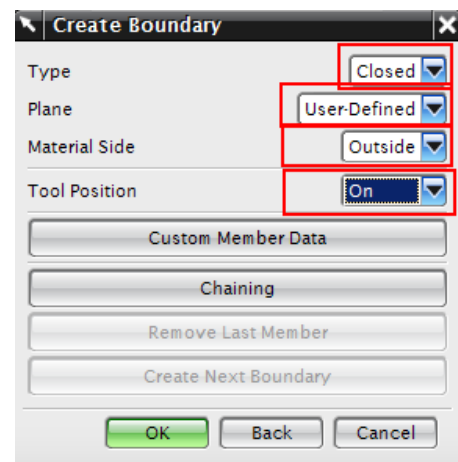 Create Boundary
Type Closed
Plane User-Defined
Material Side Outside
Tool Position On
Custom Member Data
Chaining
Remove Last Member
Create Next Boundary
OK Back Cancel